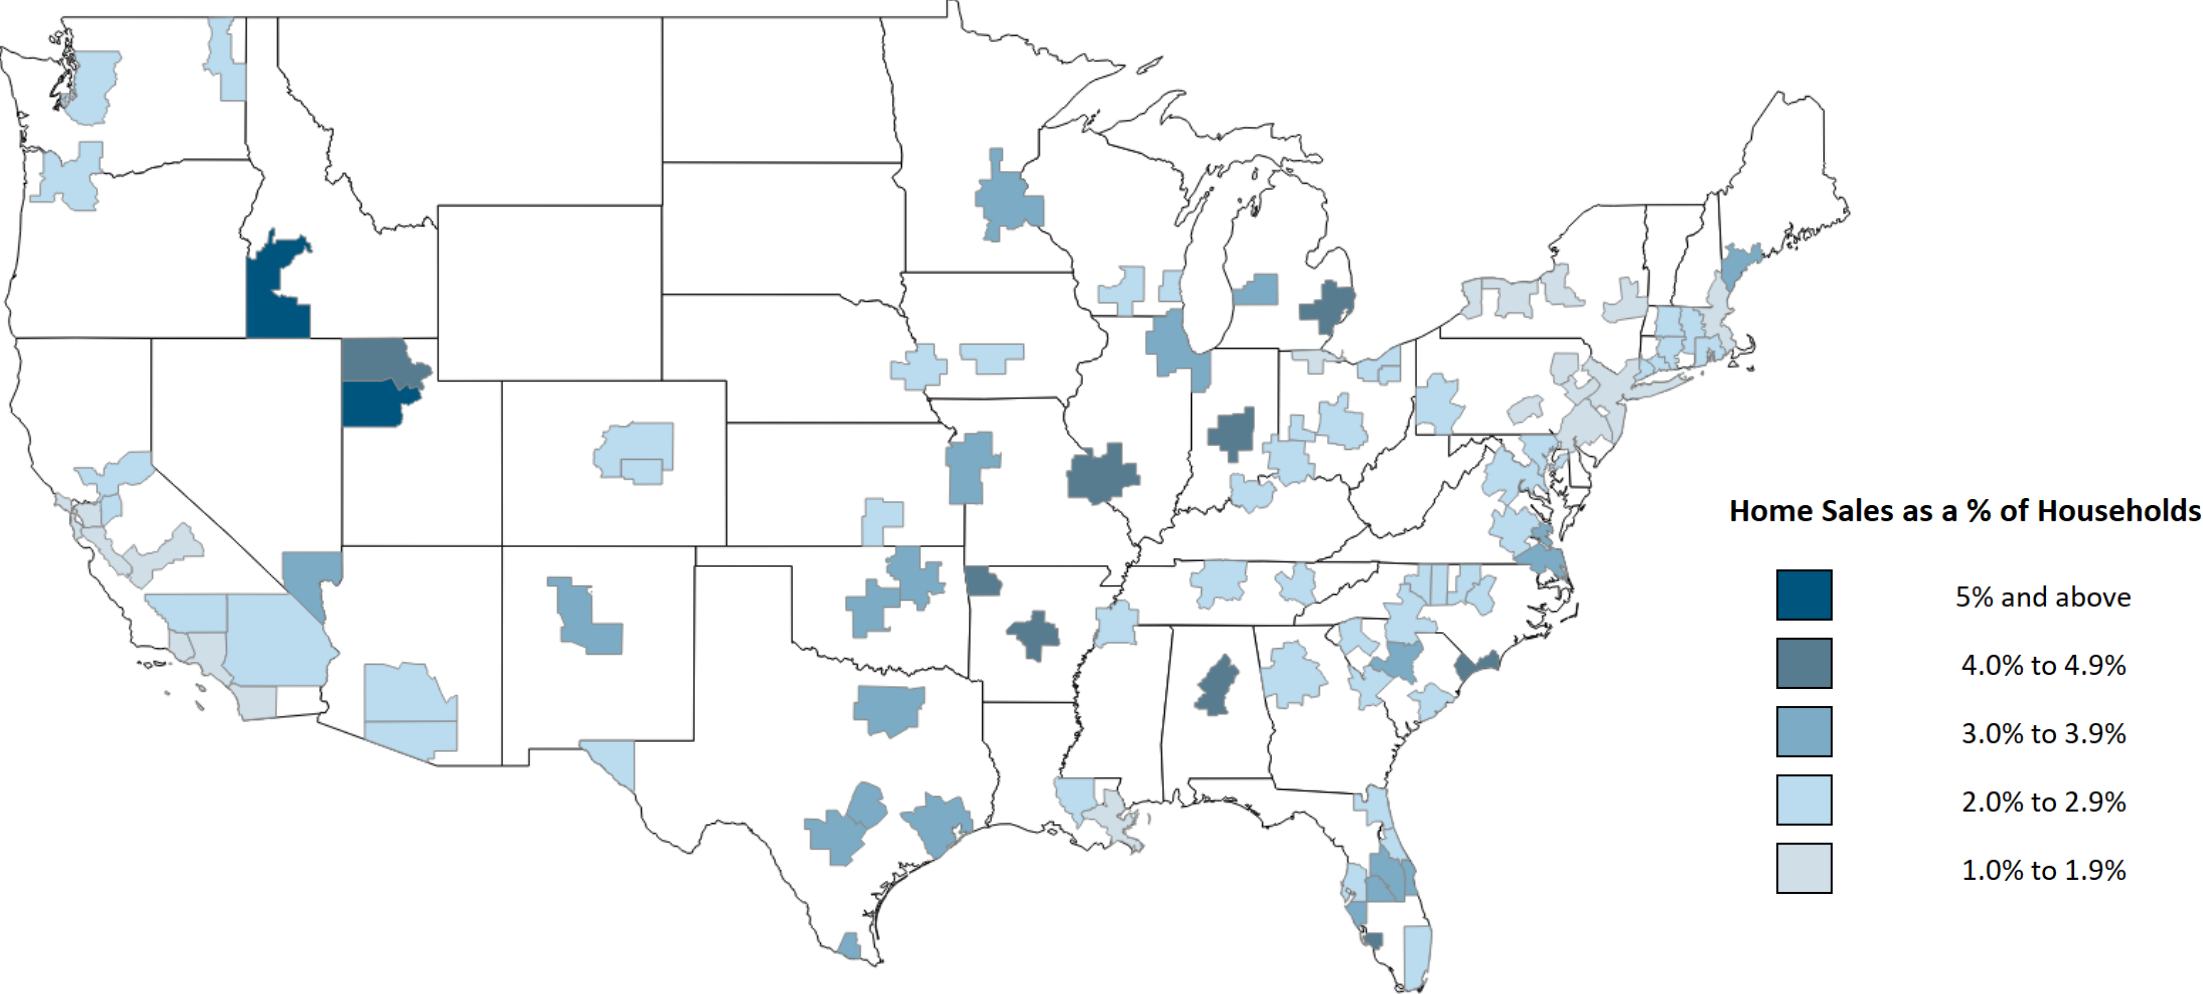 Home Sales as a % of Households
5% and above
4.0% to 4.9%
3.0% to 3.9%
2.0% to 2.9%
1.0% to 1.9%